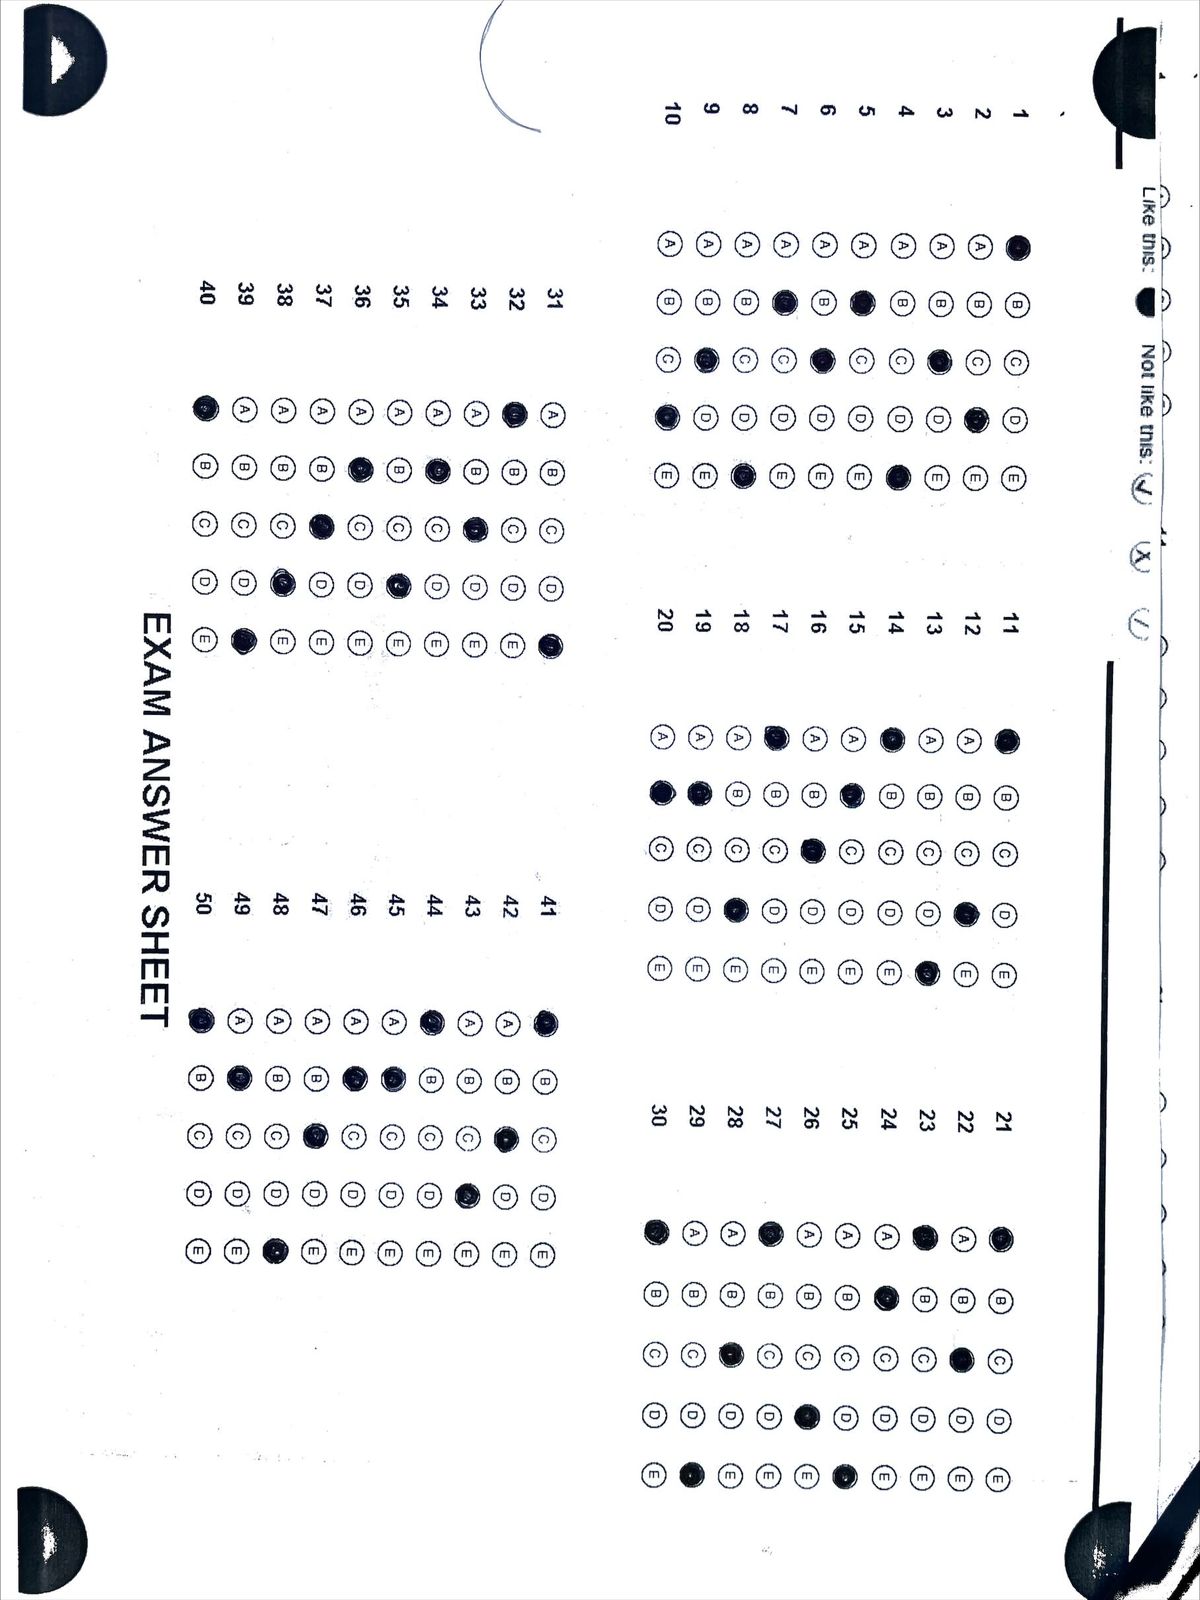 Like this: Not like this: X /
1 B C D E 11 B C D E 21 B C D E
2 A B C E 12 A B C E 22 A B D E
3 A B D E 13 A B C D 23 B C D E
4 A B C D 14 B C D E 24 A C D E
5 A C D E 15 A C D E 25 A B C D
6 A B D E 16 A B D E 26 A B C E
7 A C D E 17 B C D E 27 B C D E
8 A B C D 18 A B C E 28 A B D E
9 A B D E 19 A C D E 29 A B C D
10 A B C E 20 A C D E 30 B C D E
31 A B C D 41 B C D E
32 B C D E 42 A B D E
33 A B D E 43 A B C E
34 A C D E 44 B C D E
35 A B C E 45 A C D E
36 A C D E 46 A C D E
37 A B D E 47 A B D E
38 A B C E 48 A B C D
39 A B C D 49 A C D E
40 B C D E 50 B C D E
EXAM ANSWER SHEET